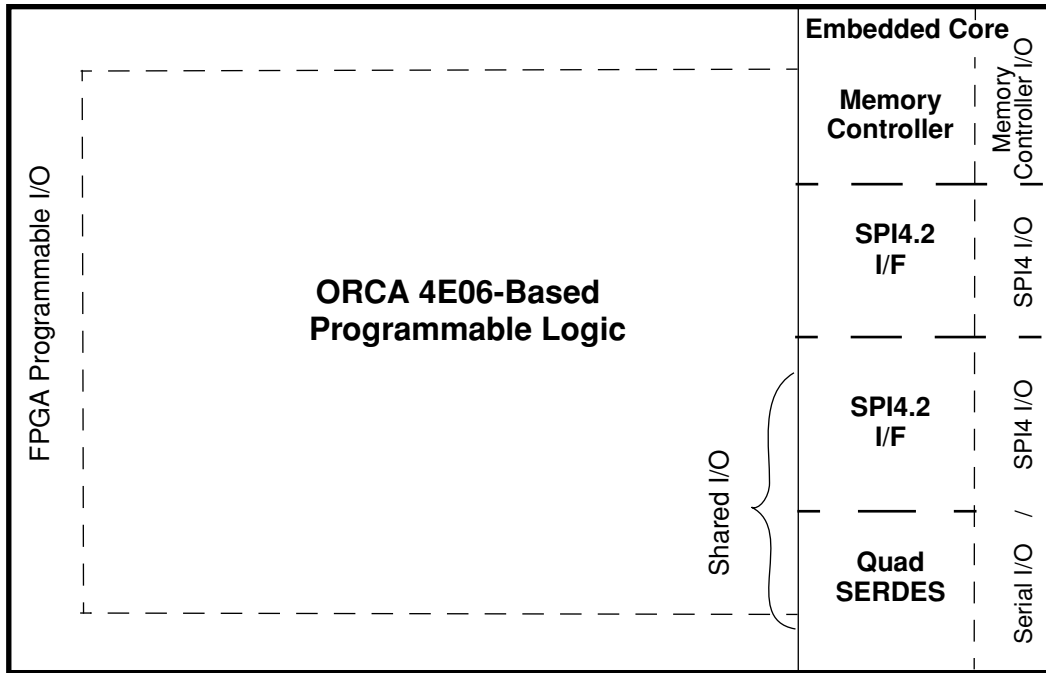 Embedded Core
Memory
Controller
Memory
Controller I/O
SPI4.2
I/F
SPI4 I/O
FPGA Programmable I/O
ORCA 4E06-Based
Programmable Logic
Shared I/O
SPI4.2
I/F
SPI4 I/O
/
Quad
SERDES
Serial I/O